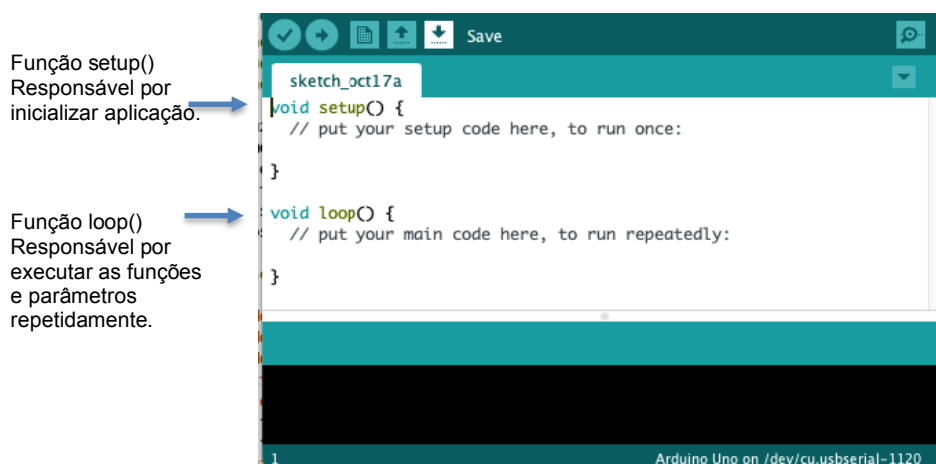 Função setup()
Responsável por
inicializar aplicação.
Função loop()
Responsável por
executar as funções
e parâmetros
repetidamente.
Save
sketch_oct17a
void setup() {
// put your setup code here, to run once:
}
void loop() {
// put your main code here, to run repeatedly:
}
1
Arduino Uno on /dev/cu.usbserial-1120